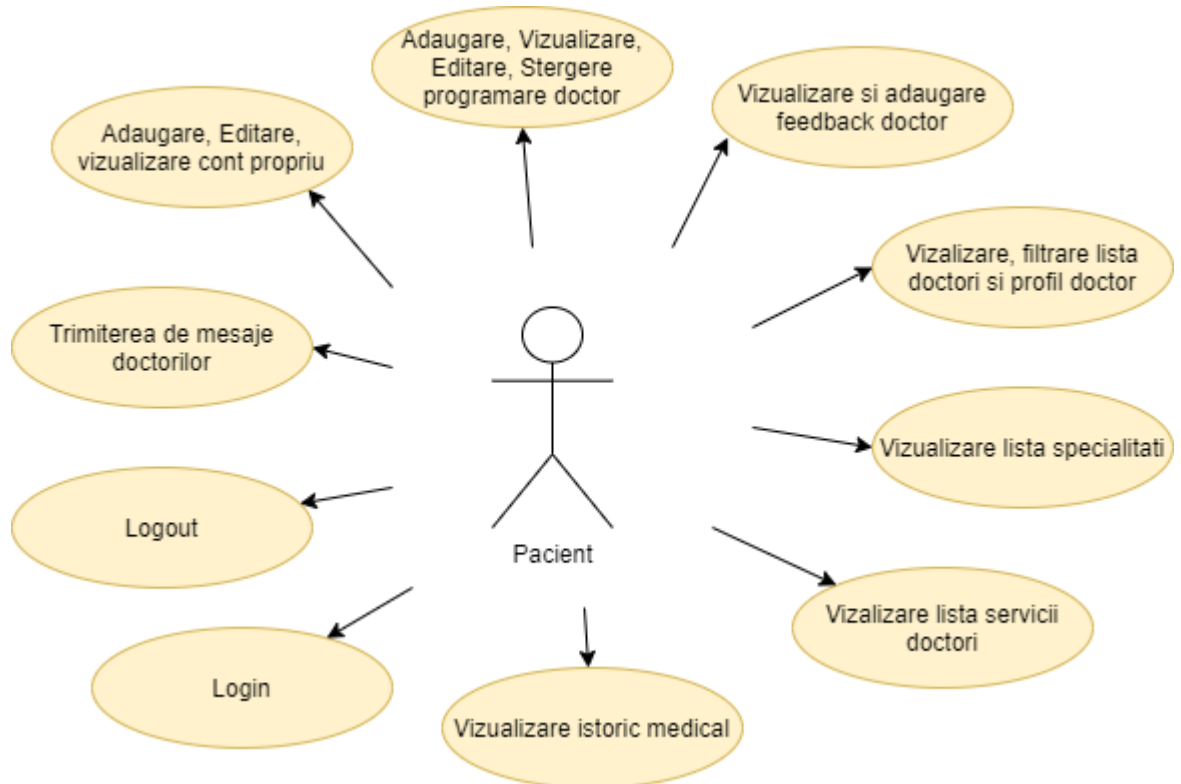 Adaugare, Vizualizare,
Editare, Stergere
programare doctor
Vizualizare si adaugare
feedback doctor
Adaugare, Editare,
vizualizare cont propriu
Vizalizare, filtrare lista
doctori si profil doctor
Trimiterea de mesaje
doctorilor
Vizualizare lista specialitati
Logout
Pacient
Vizalizare lista servicii
doctori
Login
Vizualizare istoric medical